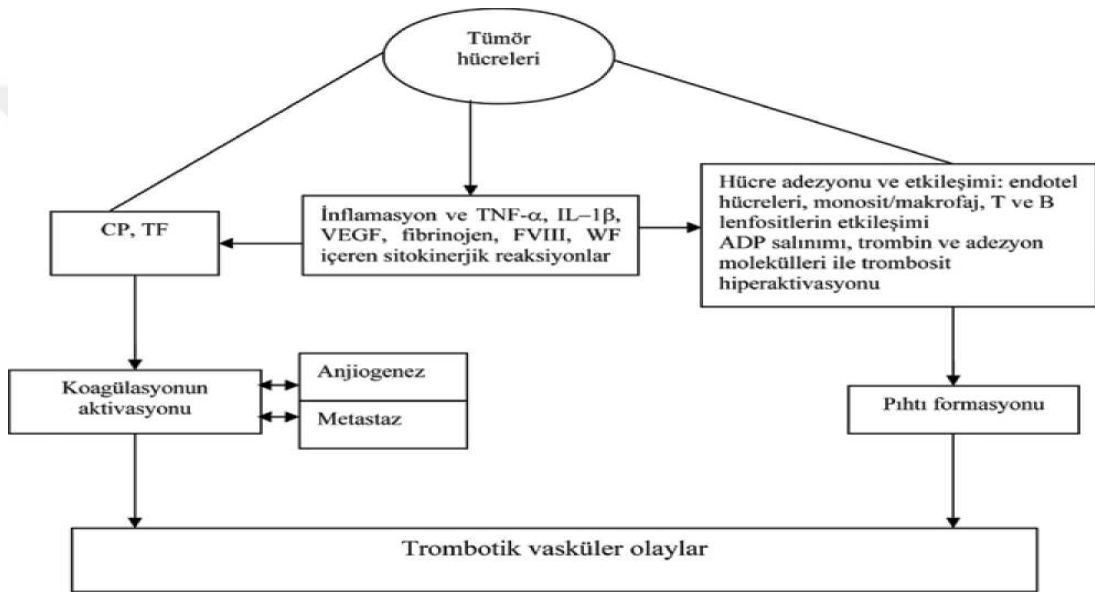 Tümör
hücreleri
CP, TF
İnflamasyon ve TNF-α, IL–1β,
VEGF, fibrinojen, FVIII, WF
içeren sitokinerjik reaksiyonlar
Hücre adezyonu ve etkileşimi: endotel
hücreleri, monosit/makrofaj, T ve B
lenfositlerin etkileşimi
ADP salınımı, trombin ve adezyon
molekülleri ile trombosit
hiperaktivasyonu
Koagülasyonun
aktivasyonu
Anjiogenez
Metastaz
Pıhtı formasyonu
Trombotik vasküler olaylar